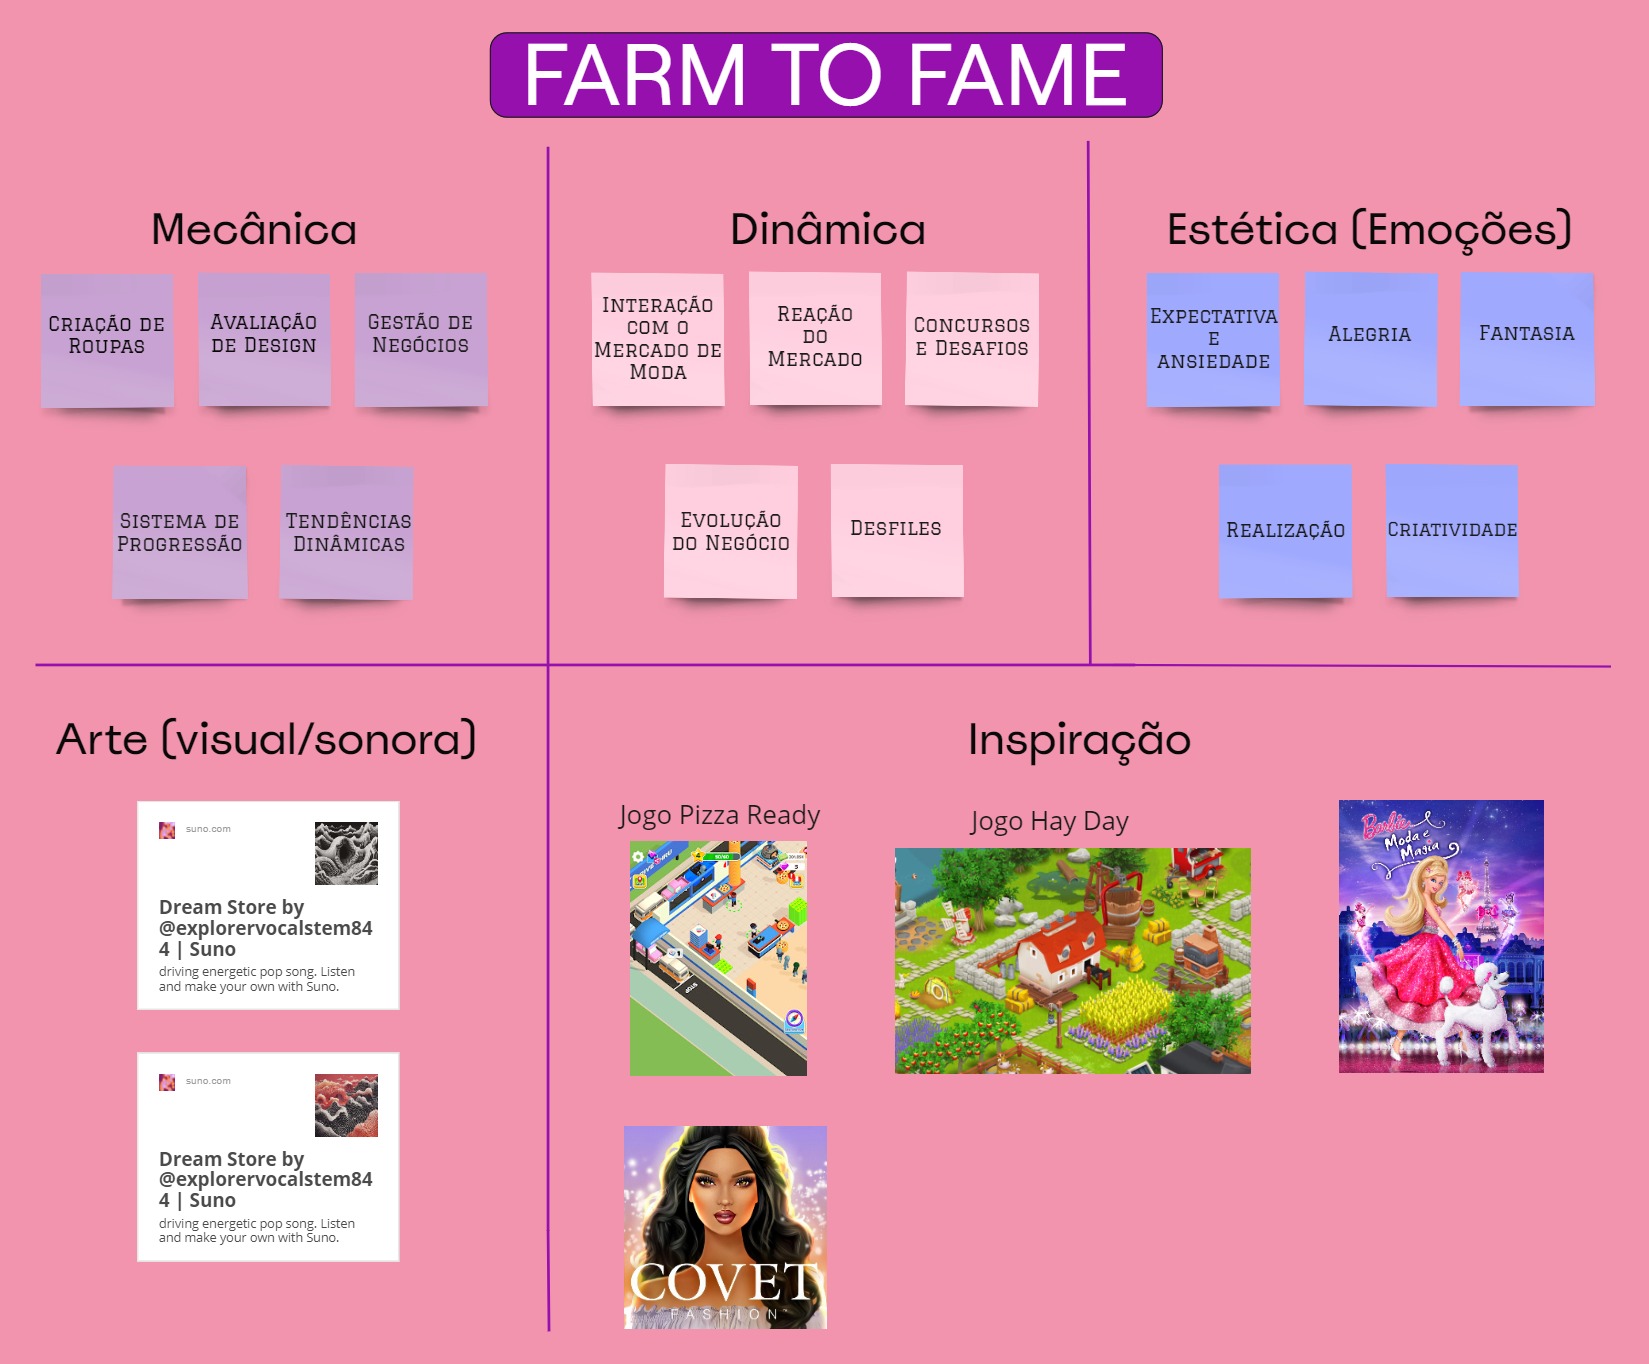 FARM TO FAME
Mecânica
Criação de
Roupas
Avaliação
de Design
Gestão de
Negócios
Sistema de
Progressão
Tendências
Dinâmicas
Dinâmica
Interação
com o
Mercado de
Moda
Reação
do
Mercado
Concursos
e Desafios
Evolução
do Negócio
Desfiles
Estética (Emoções)
Expectativa
e
ansiedade
Alegria
Fantasia
Realização
Criatividade
Arte (visual/sonora)
suno.com
Dream Store by
@explorervocalstem84
4 | Suno
driving energetic pop song. Listen
and make your own with Suno.
suno.com
Dream Store by
@explorervocalstem84
4 | Suno
driving energetic pop song. Listen
and make your own with Suno.
Inspiração
Jogo Pizza Ready
STOP
Jogo Hay Day
Barbie
Moda e
Magia
COVET
FASHION